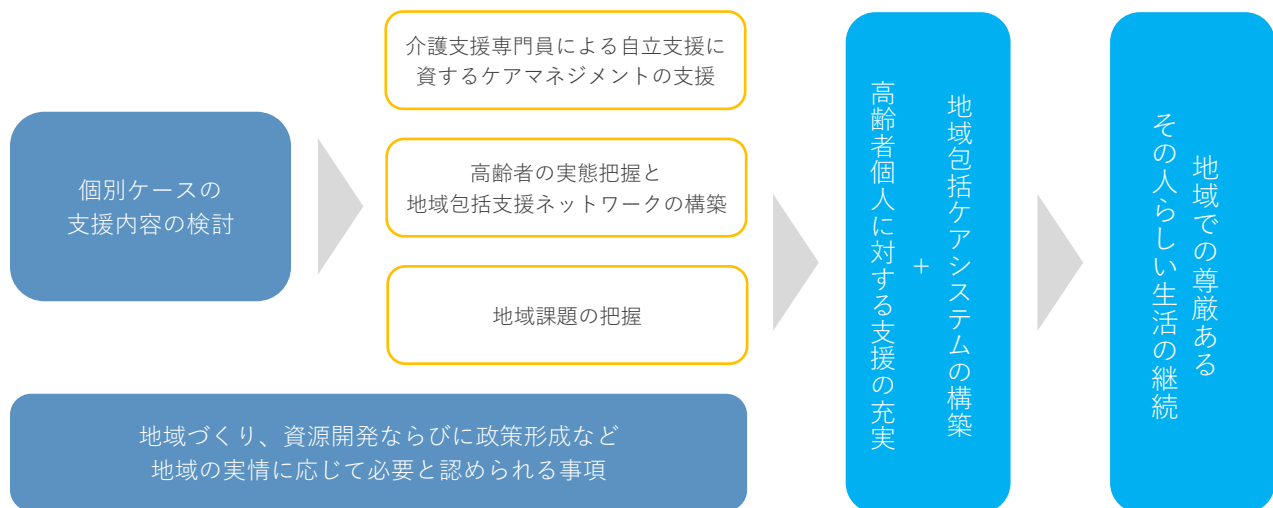 個別ケースの
支援内容の検討
介護支援専門員による自立支援に
資するケアマネジメントの支援
高齢者の実態把握と
地域包括支援ネットワークの構築
地域課題の把握
地域づくり、資源開発ならびに政策形成など
地域の実情に応じて必要と認められる事項
地域包括ケアシステムの構築
+
高齢者個人に対する支援の充実
地域での尊厳ある
その人らしい生活の継続